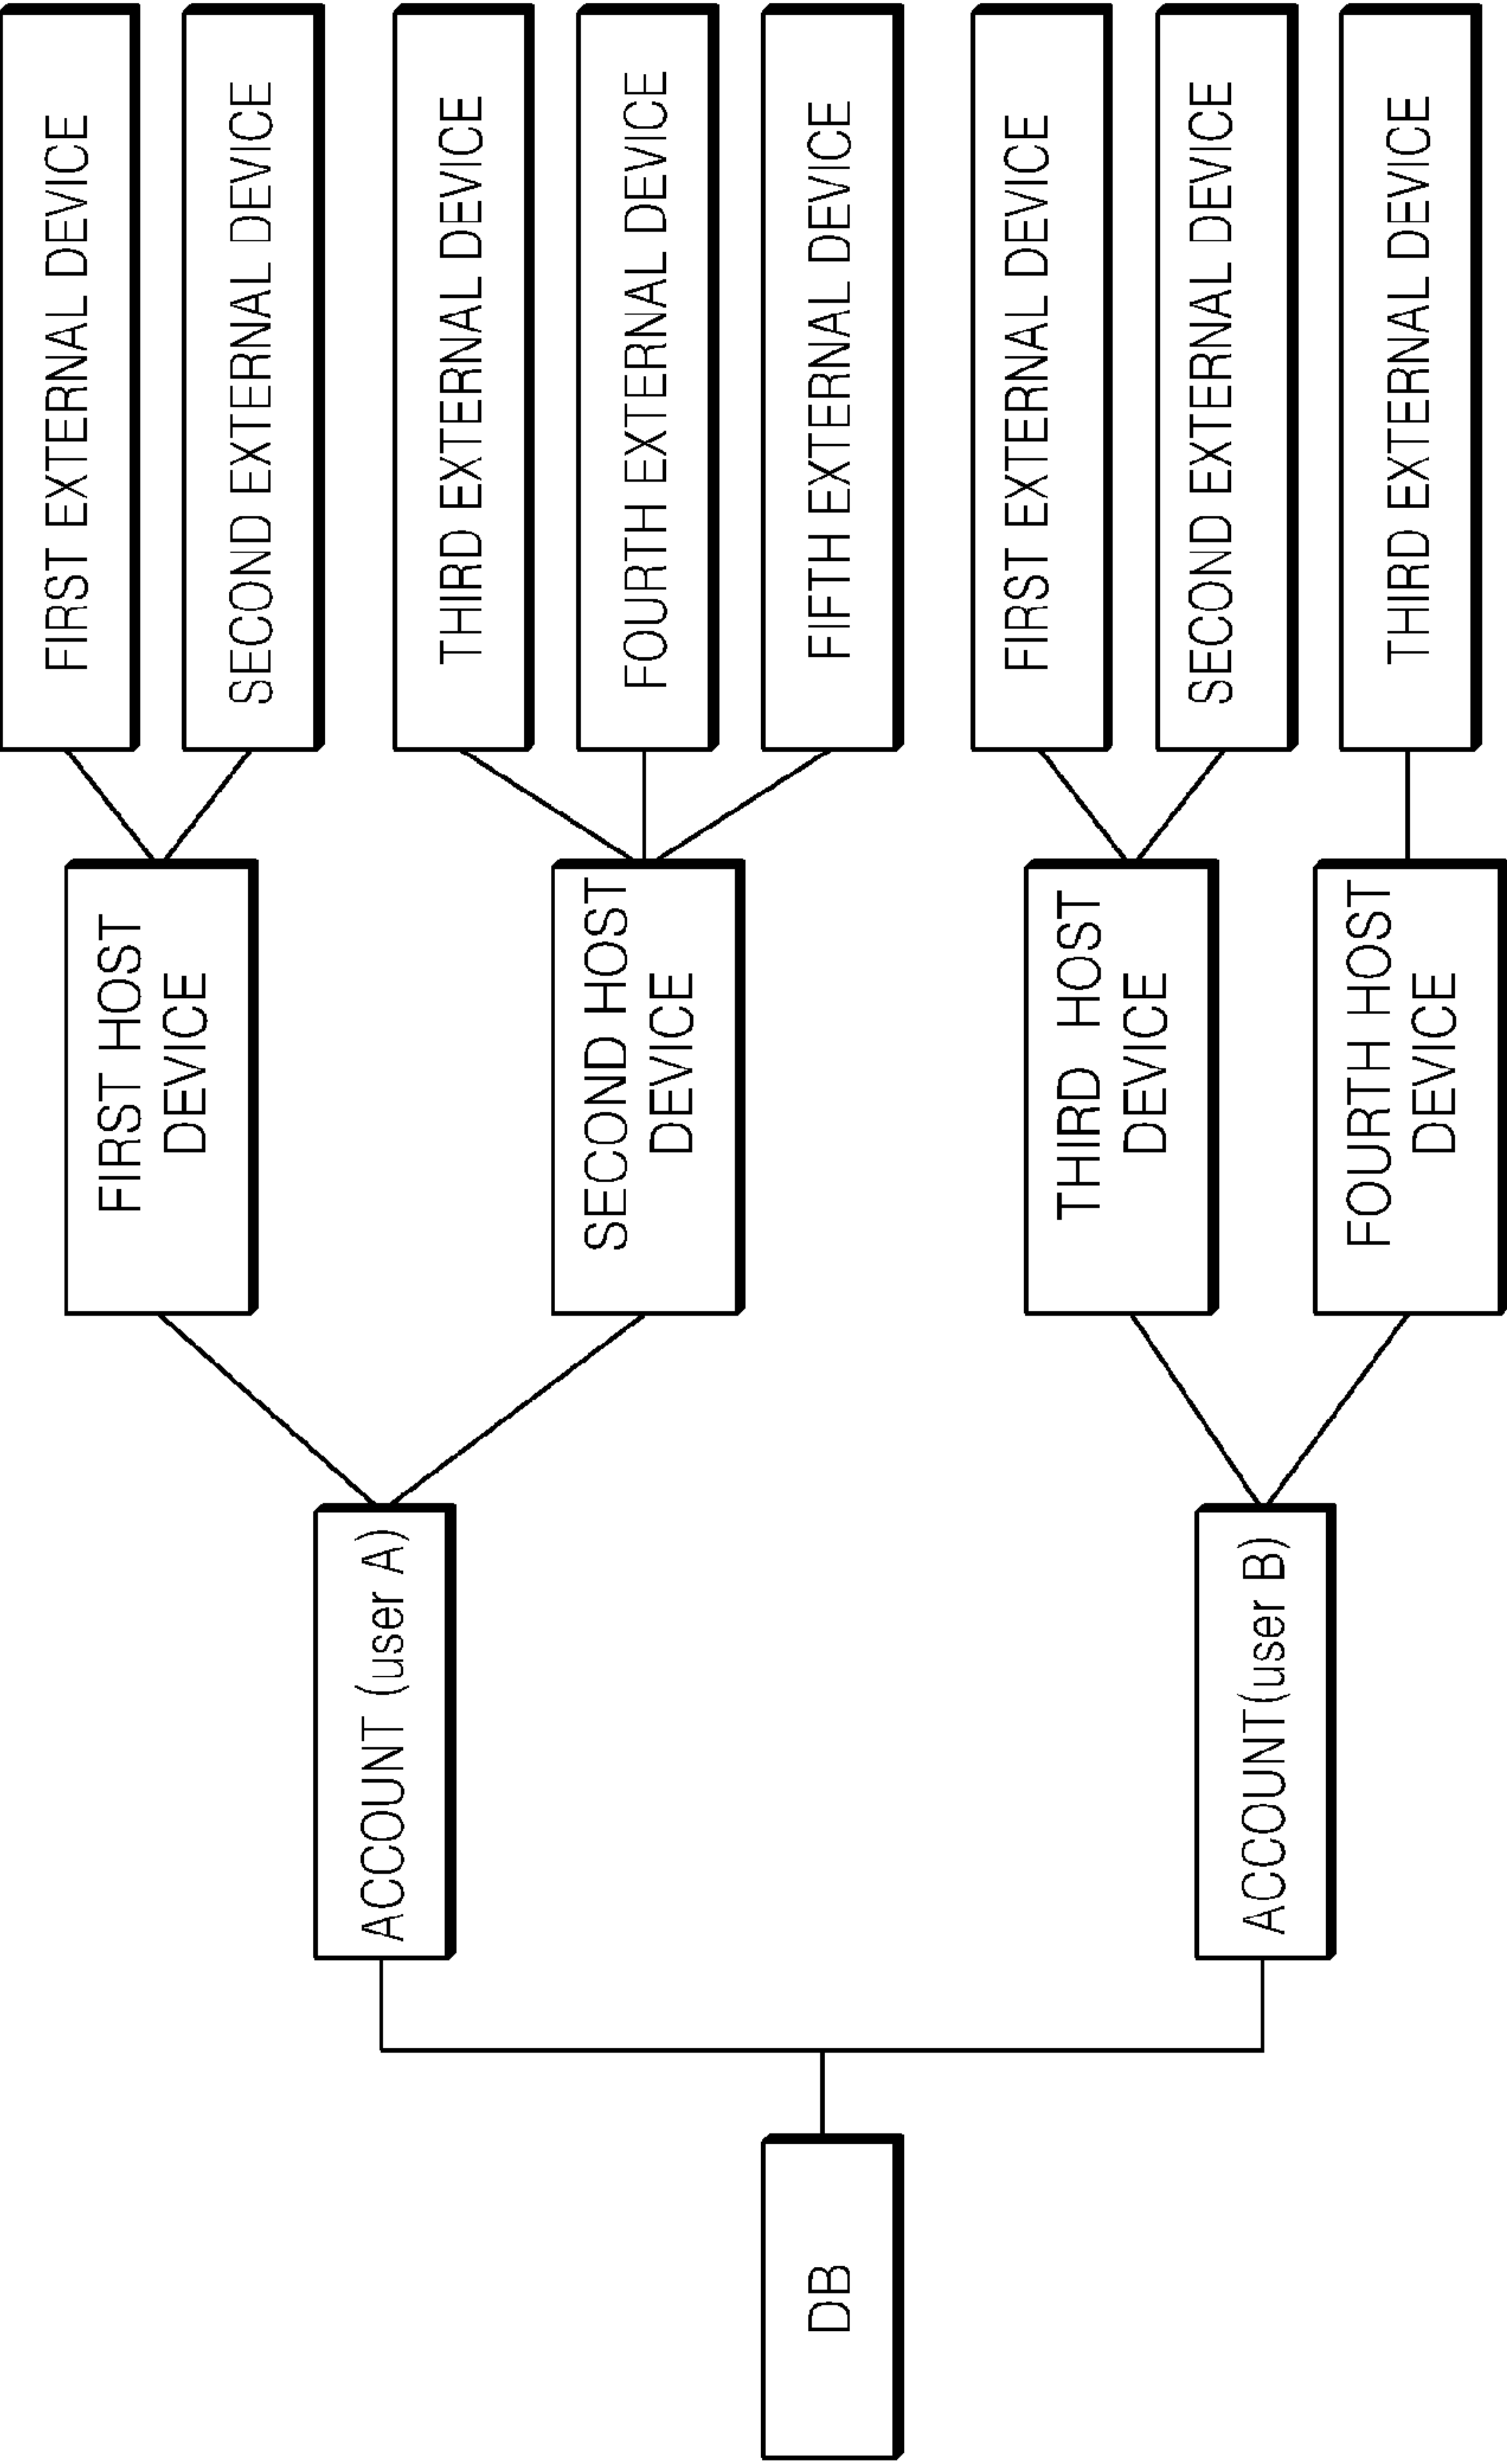 DB
ACCOUNT (user A)
ACCOUNT(user B)
FIRST HOST
DEVICE
SECOND HOST
DEVICE
THIRD HOST
DEVICE
FOURTH HOST
DEVICE
FIRST EXTERNAL DEVICE
SECOND EXTERNAL DEVICE
THIRD EXTERNAL DEVICE
FOURTH EXTERNAL DEVICE
FIFTH EXTERNAL DEVICE
FIRST EXTERNAL DEVICE
SECOND EXTERNAL DEVICE
THIRD EXTERNAL DEVICE